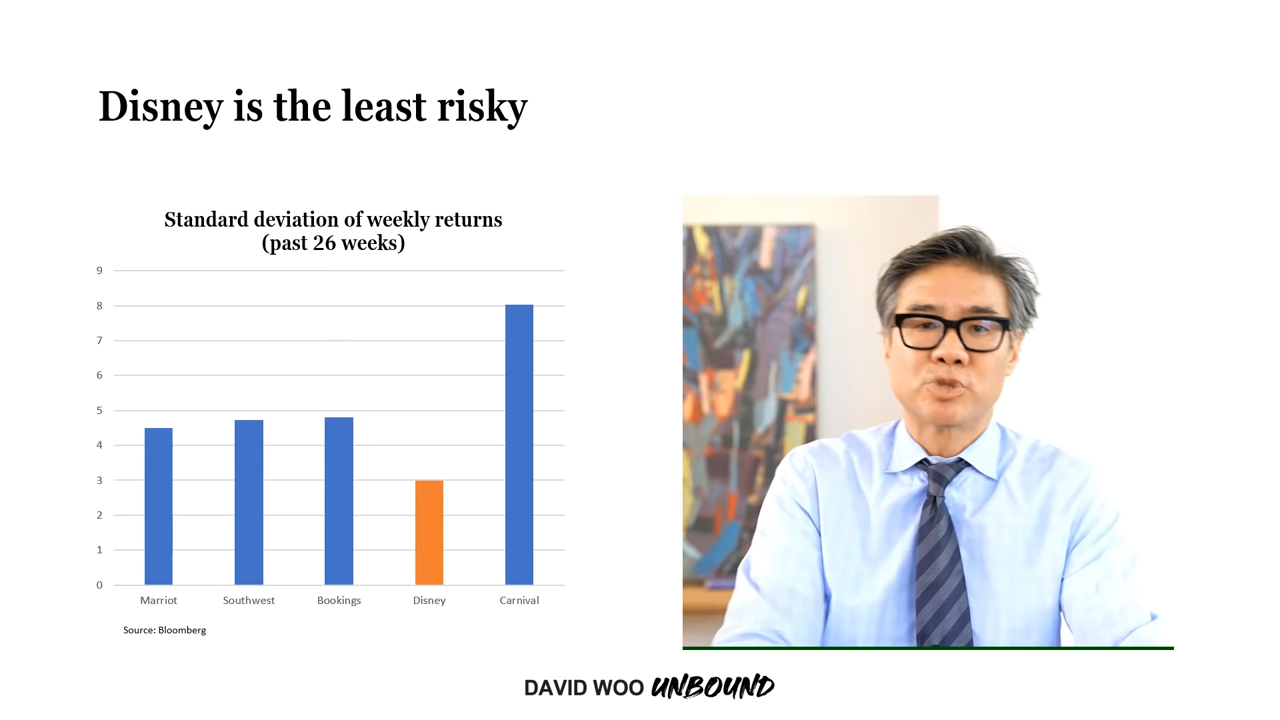 Disney is the least risky
Standard deviation of weekly returns
(past 26 weeks)
9
8
7
6
5
4
3
2
1
0
Marriot Southwest Bookings Disney Carnival
Source: Bloomberg
DAVID WOO UNBOUND